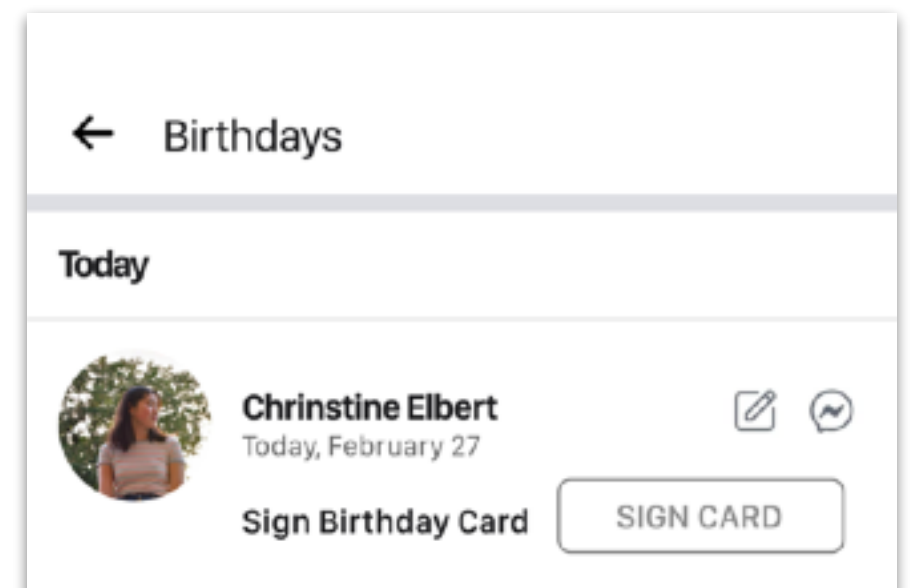 Birthdays
Today
Chrinstine Elbert
Today, February 27
Sign Birthday Card SIGN CARD